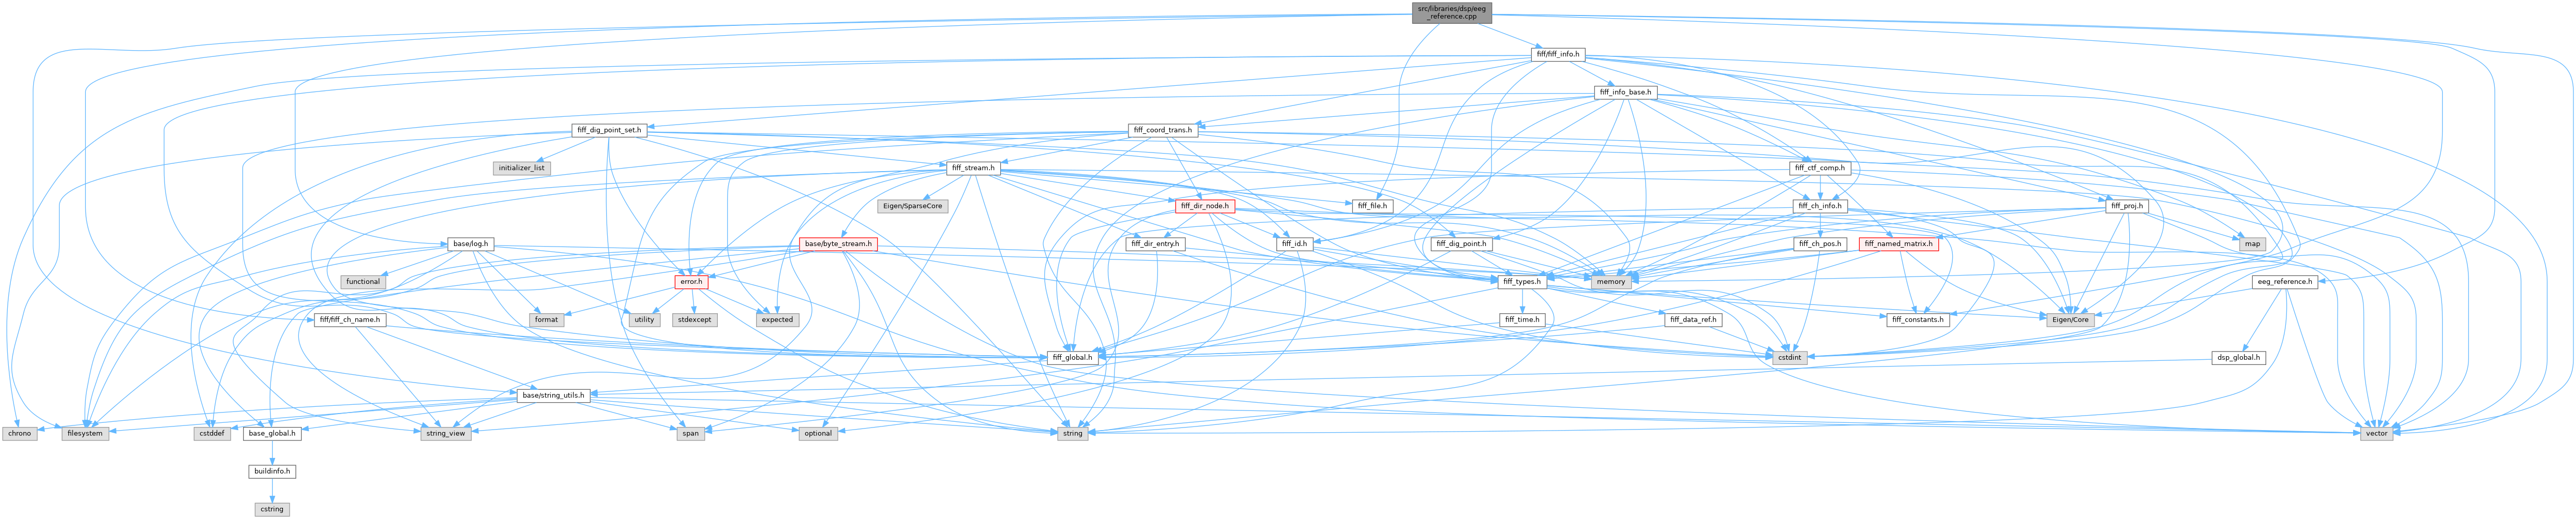 src/libraries/dsp/eeg
_reference.cpp
fiff/fiff_info.h
fiff_info_base.h
fiff_dig_point_set.h
fiff_coord_trans.h
initializer_list
fiff_stream.h
fiff_ctf_comp.h
Eigen/SparseCore
fiff_dir_node.h
fiff_file.h
fiff_ch_info.h
fiff_proj.h
base/log.h
base/byte_stream.h
fiff_dir_entry.h
fiff_id.h
fiff_dig_point.h
fiff_ch_pos.h
fiff_named_matrix.h
map
functional
error.h
memory
fiff_types.h
eeg_reference.h
fiff/fiff_ch_name.h
format
utility
stdexcept
expected
fiff_time.h
fiff_data_ref.h
fiff_constants.h
Eigen/Core
fiff_global.h
cstdint
dsp_global.h
base/string_utils.h
chrono
filesystem
cstddef
base_global.h
string_view
span
optional
string
vector
buildinfo.h
cstring